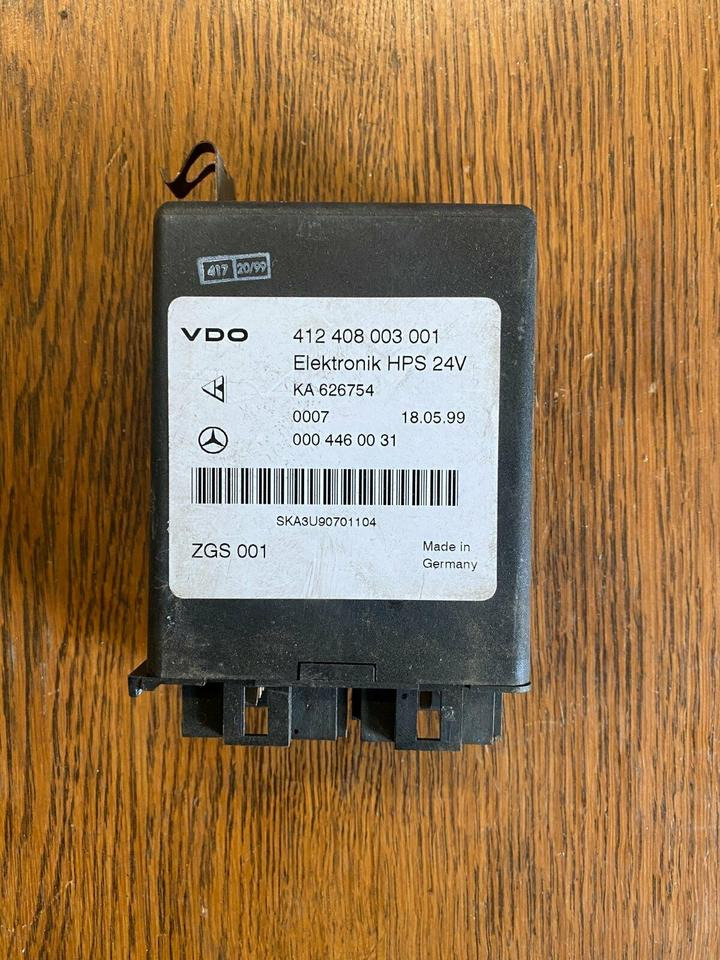 417 20/99
VDO 412 408 003 001
Elektronik HPS 24V
KA 626754
0007 18.05.99
000 446 00 31
SKA3U90701104
ZGS 001
Made in
Germany